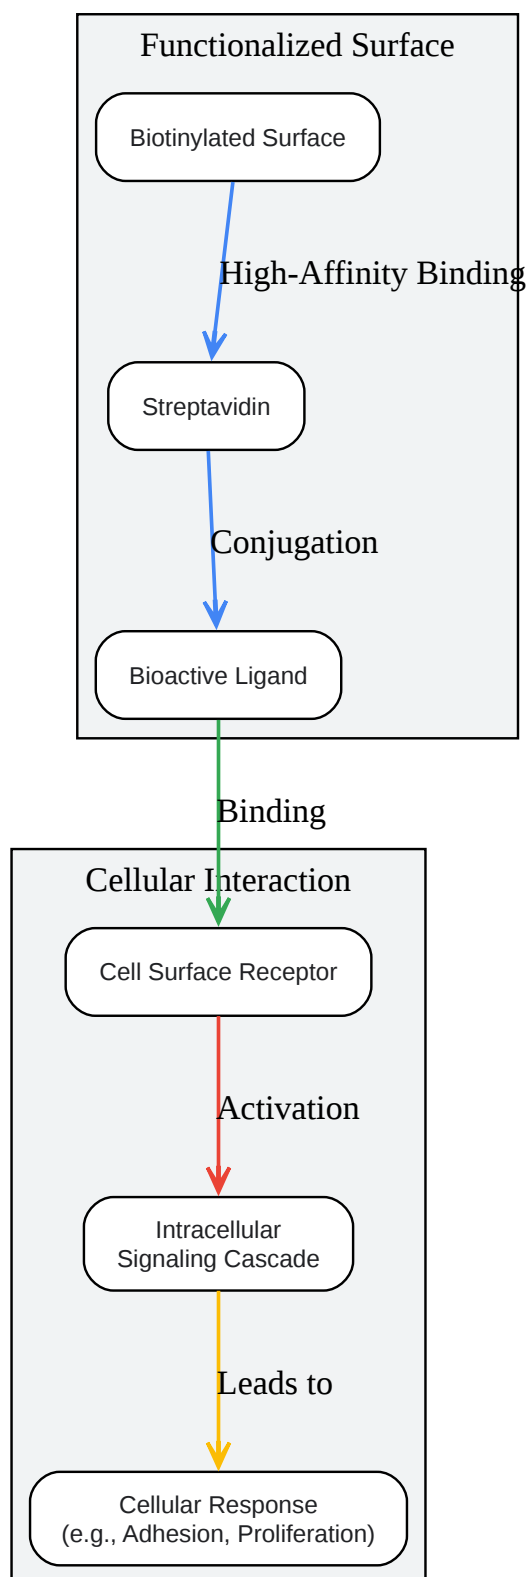 Functionalized Surface
Biotinylated Surface
High-Affinity Binding
Streptavidin
Conjugation
Bioactive Ligand
Binding
Cellular Interaction
Cell Surface Receptor
Activation
Intracellular
Signaling Cascade
Leads to
Cellular Response
(e.g., Adhesion, Proliferation)